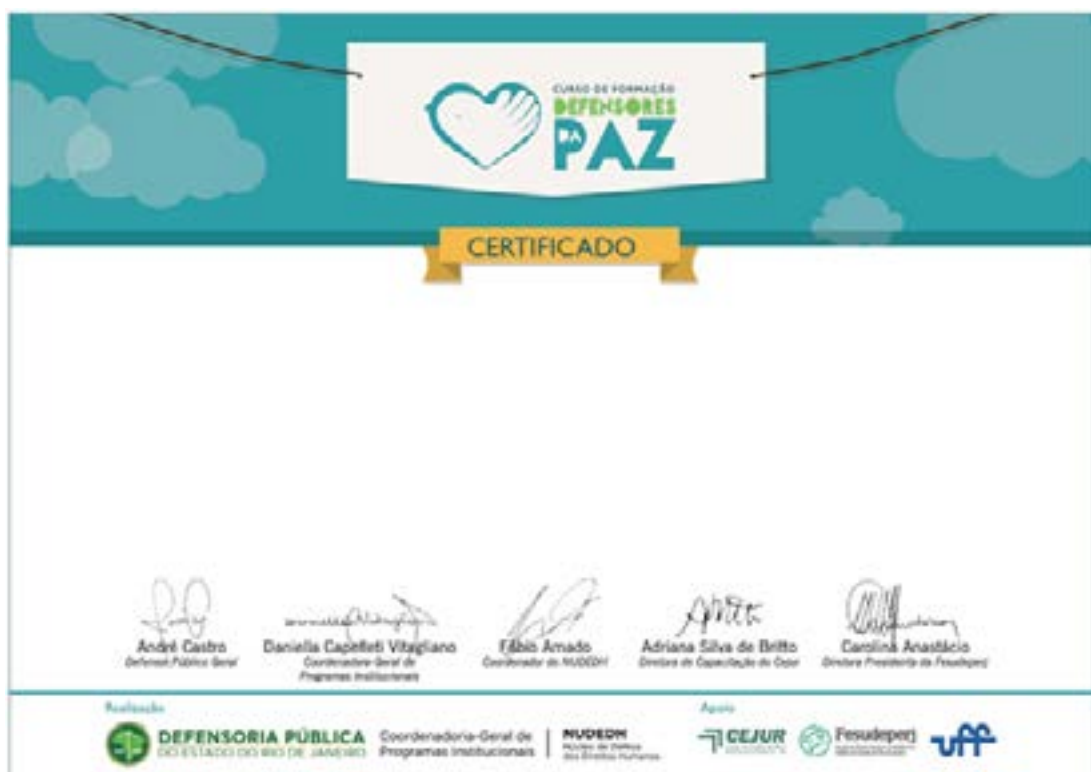 CURSO DE FORMAÇÃO
DEFENSORES
DA
PAZ
CERTIFICADO
André Castro
Defensor Público Geral
Daniella Capelleti Vitagliano
Coordenadora Geral de
Programas Institucionais
Fábio Amado
Coordenador do NUDEDH
Adriana Silva de Britto
Diretora de Capacitação do Cejur
Carolina Anastácio
Diretora Presidenta da Fesudeperj
Realização
DEFENSORIA PÚBLICA
DO ESTADO DO RIO DE JANEIRO
Coordenadoria-Geral de
Programas Institucionais
NUDEDH
Núcleo de Defesa
dos Direitos Humanos
Apoio
CEJUR
Fesudeperj
uff